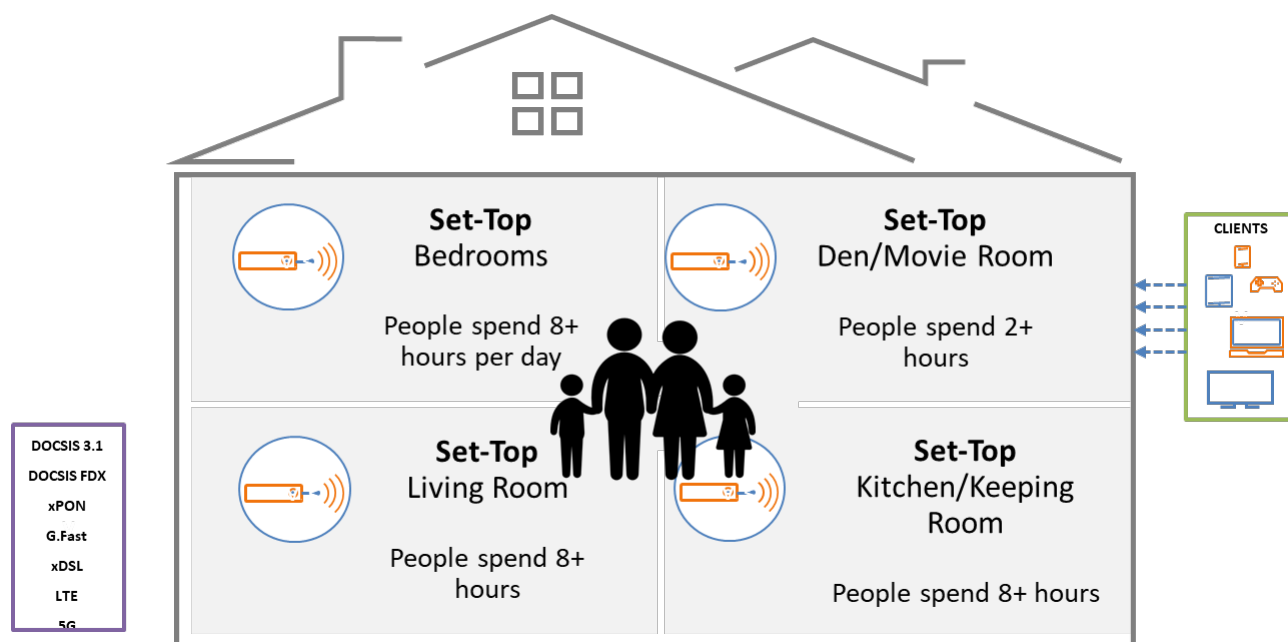 Set-Top
Bedrooms
People spend 8+
hours per day
Set-Top
Den/Movie Room
People spend 2+
hours
CLIENTS
Set-Top
Living Room
People spend 8+
hours
Set-Top
Kitchen/Keeping
Room
People spend 8+ hours
DOCSIS 3.1
DOCSIS FDX
xPON
G.Fast
xDSL
LTE
5G